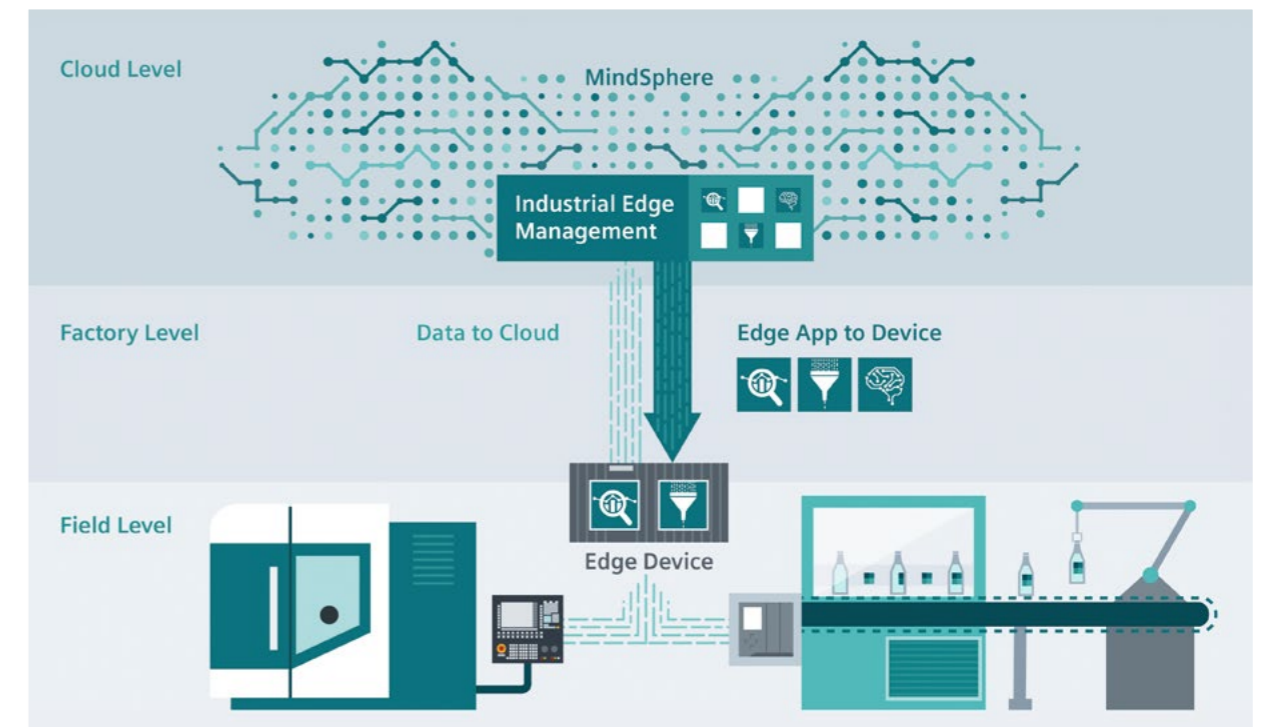 Cloud Level
MindSphere
Industrial Edge
Management
Factory Level
Data to Cloud
Edge App to Device
Field Level
Edge Device